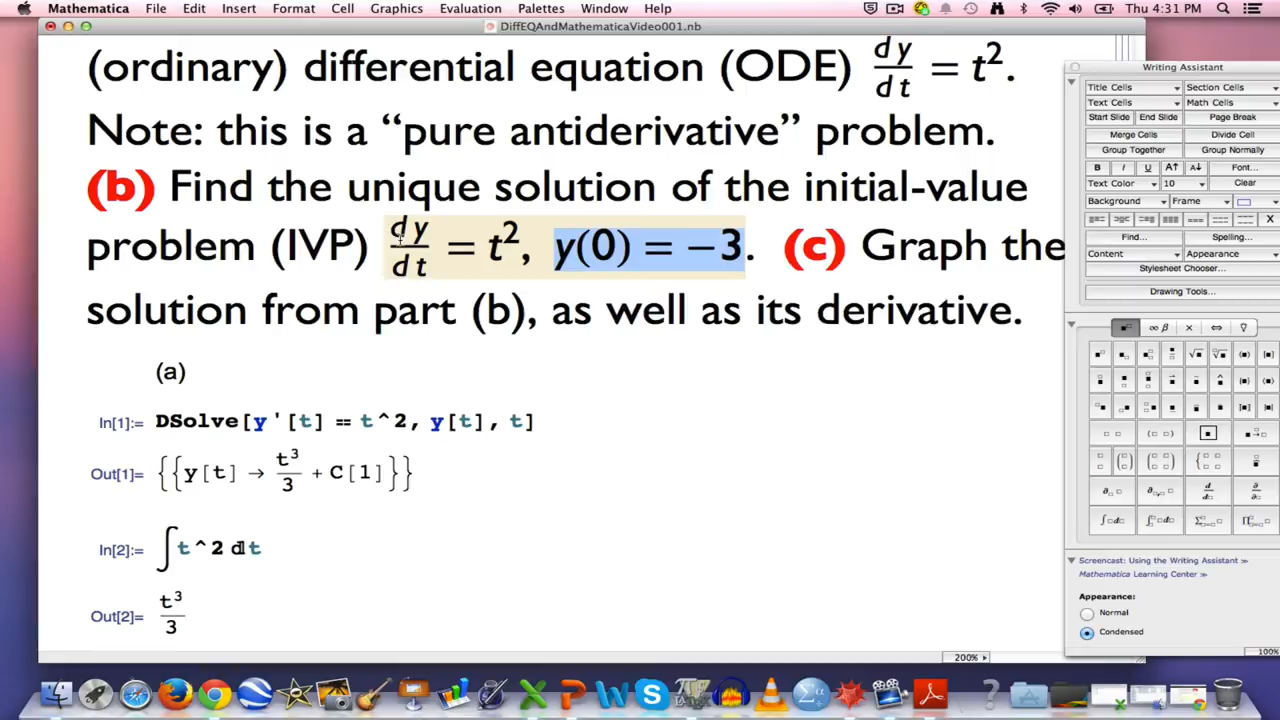 Mathematica File Edit Insert Format Cell Graphics Evaluation Palettes Window Help Thu 4:31 PM
DiffEQAndMathematicaVideo001.nb
(ordinary) differential equation (ODE) dy/dt = t².
Note: this is a “pure antiderivative” problem.
(b) Find the unique solution of the initial-value
problem (IVP) dy/dt = t², y(0) = −3. (c) Graph the
solution from part (b), as well as its derivative.
(a)
In[1]:= DSolve[y'[t] == t^2, y[t], t]
Out[1]= {{y[t] → t³/3 + C[1]}}
In[2]:= ∫t^2 ⅆt
Out[2]= t³/3
200%
Writing Assistant
Title Cells Section Cells
Text Cells Math Cells
Start Slide End Slide Page Break
Merge Cells Divide Cell
Group Together Group Normally
B I U A↑ A↓ Font...
Text Color 10 Clear
Background Frame
X
Find... Spelling...
Content Appearance
Stylesheet Chooser...
Drawing Tools...
∞ β
d/d□ ∂/∂□
∫□d□ ∫□d□ Σ□ Π□
Screencast: Using the Writing Assistant »
Mathematica Learning Center »
Appearance:
Normal
Condensed
100%